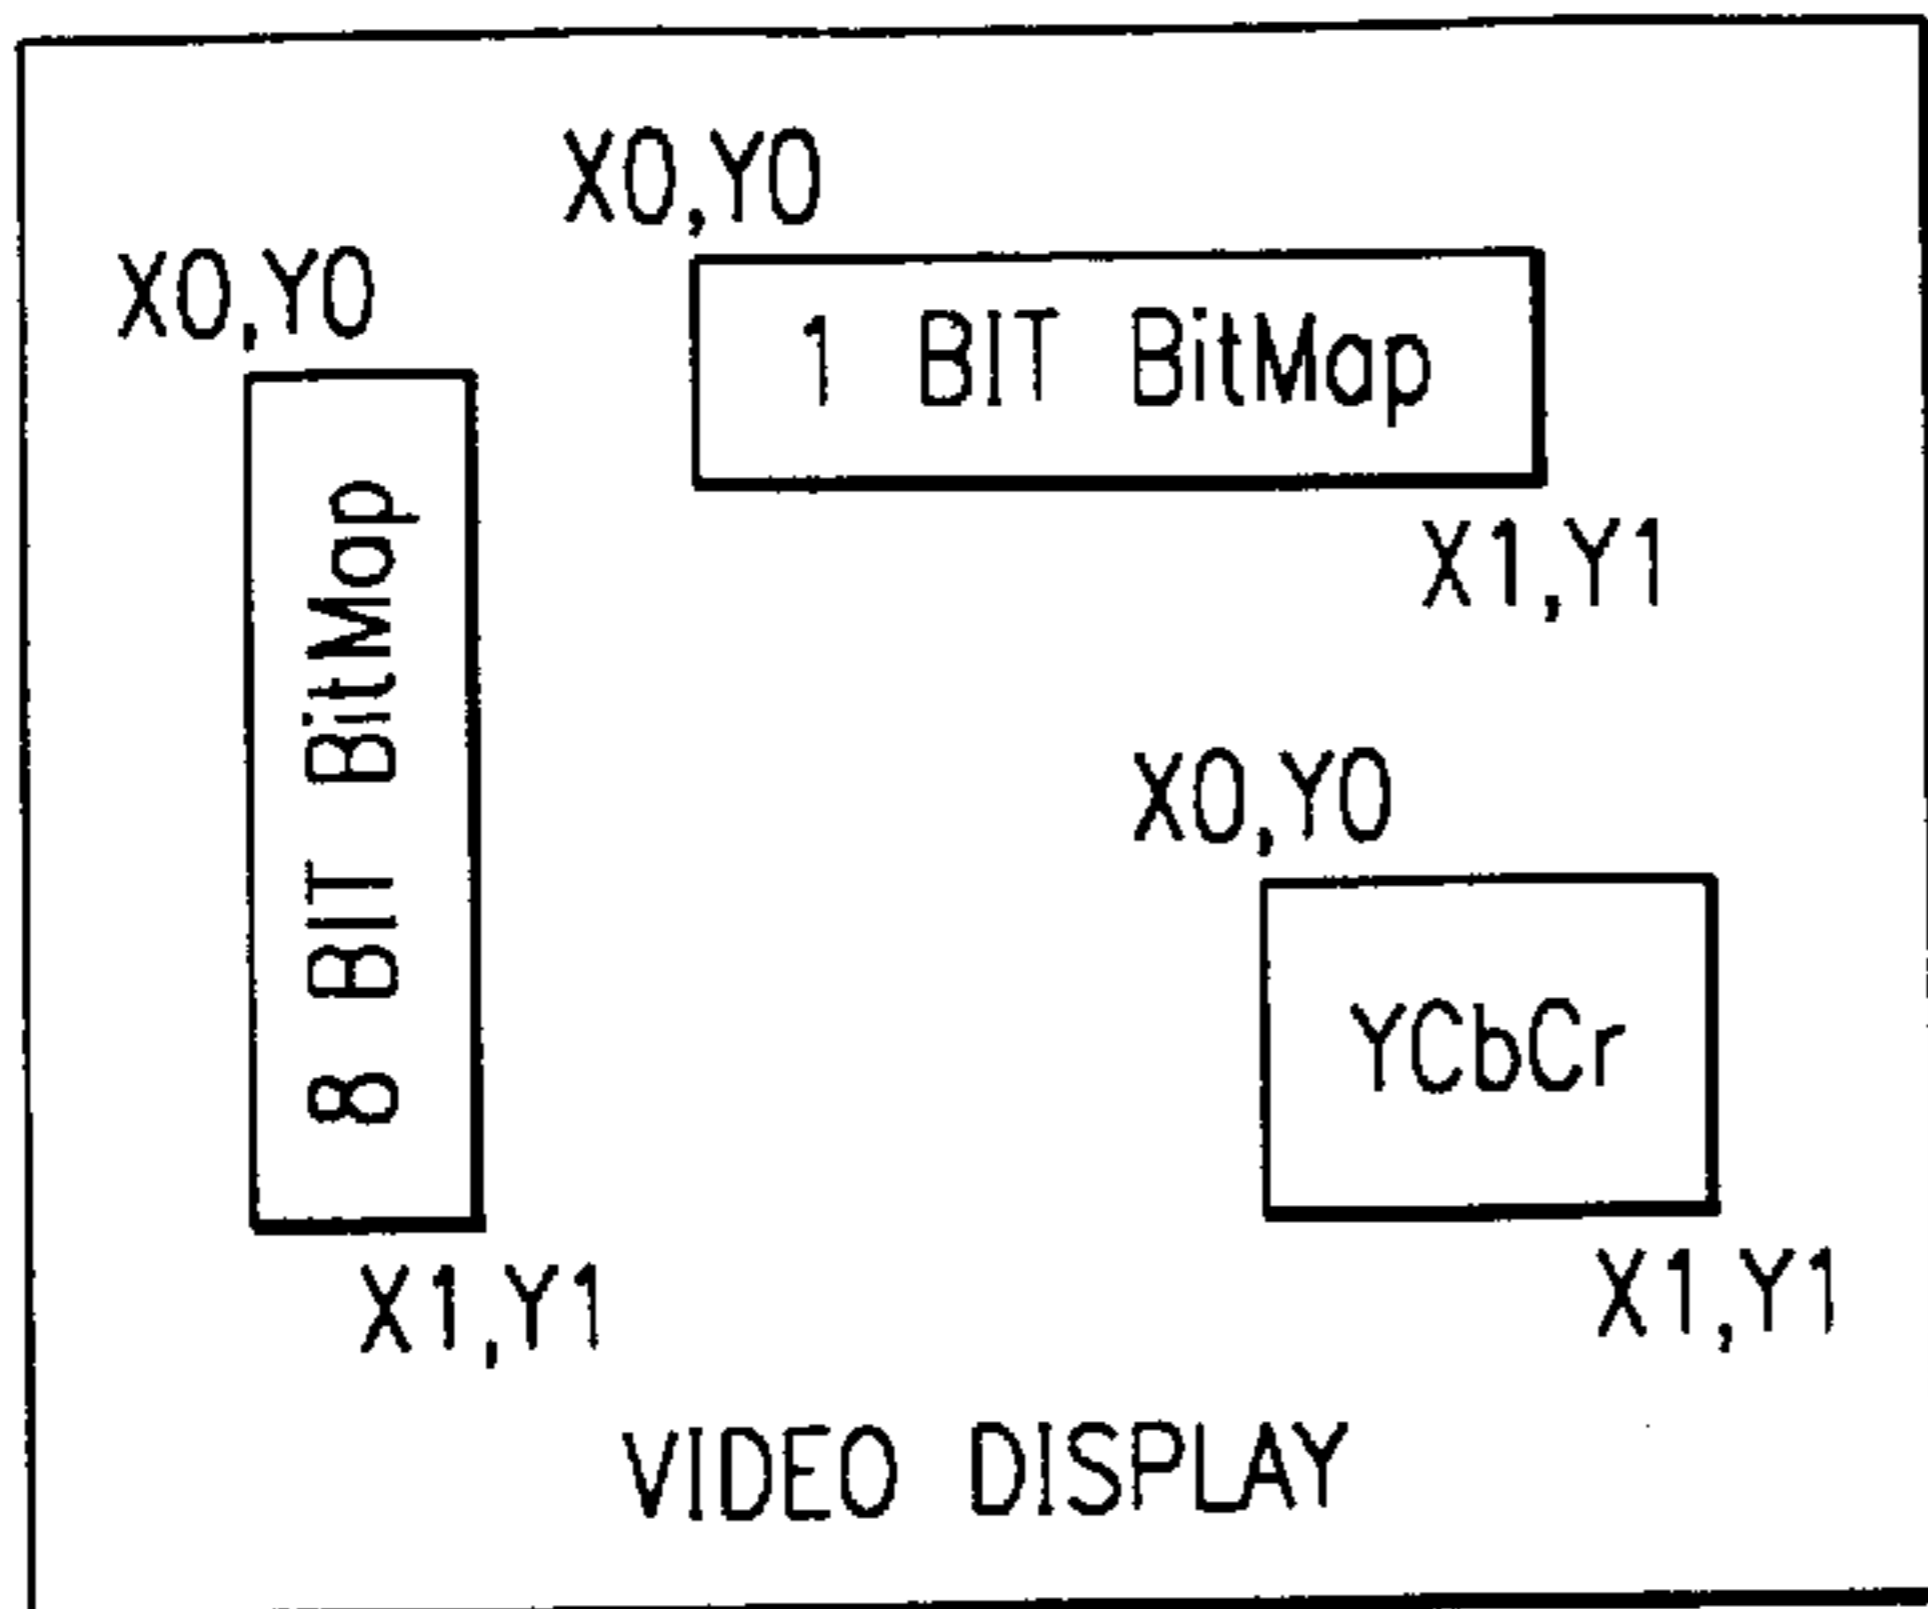 X0,Y0
X0,Y0
1 BIT BitMap
X1,Y1
8 BIT BitMap
X0,Y0
YCbCr
X1,Y1
X1,Y1
VIDEO DISPLAY